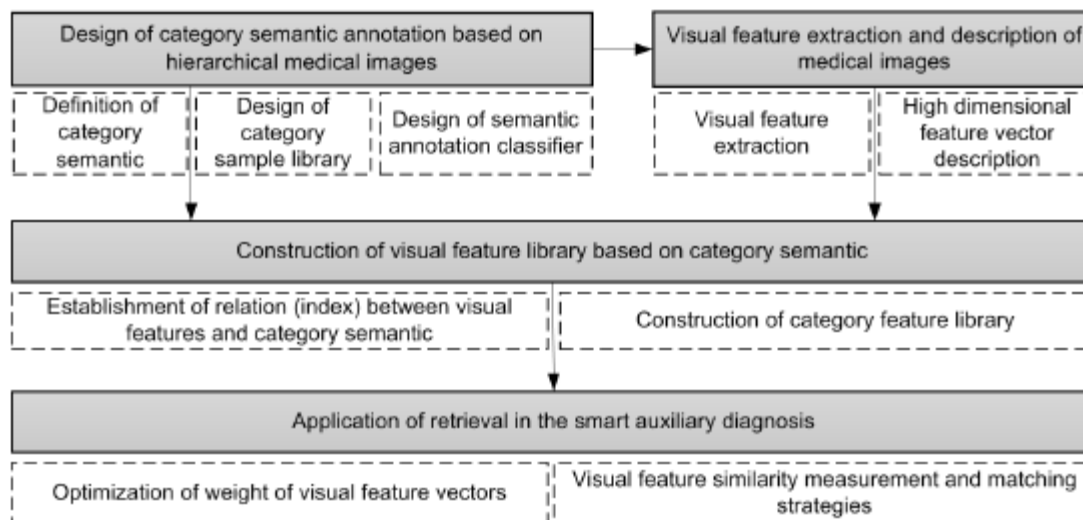 Design of category semantic annotation based on
hierarchical medical images
Visual feature extraction and description of
medical images
Definition of
category
semantic
Design of
category
sample library
Design of semantic
annotation classifier
Visual feature
extraction
High dimensional
feature vector
description
Construction of visual feature library based on category semantic
Establishment of relation (index) between visual
features and category semantic
Construction of category feature library
Application of retrieval in the smart auxiliary diagnosis
Optimization of weight of visual feature vectors
Visual feature similarity measurement and matching
strategies